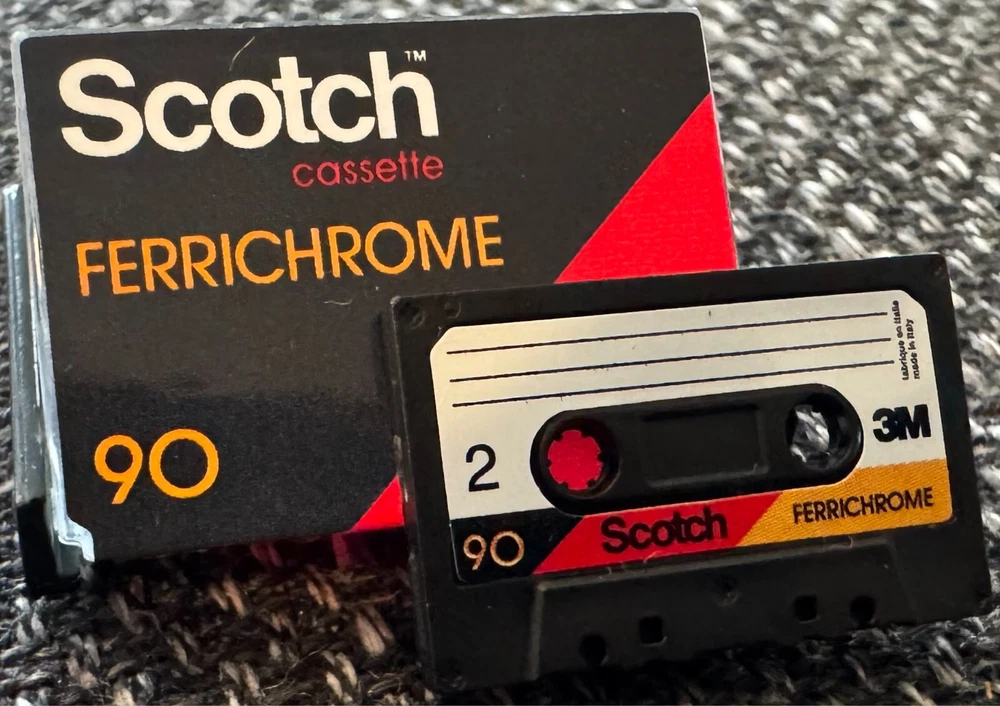 Scotch™
cassette
FERRICHROME
90
fabriqué en Italie
made in Italy
3M
2
90
Scotch
FERRICHROME